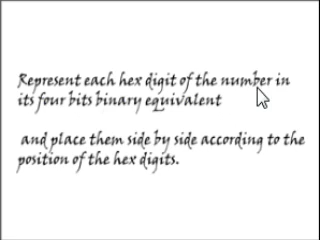 Represent each hex digit of the number in
its four bits binary equivalent
and place them side by side according to the
position of the hex digits.